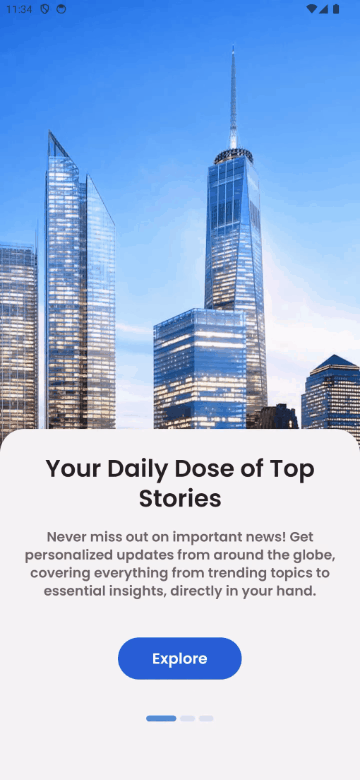 11:34
Your Daily Dose of Top
Stories
Never miss out on important news! Get
personalized updates from around the globe,
covering everything from trending topics to
essential insights, directly in your hand.
Explore